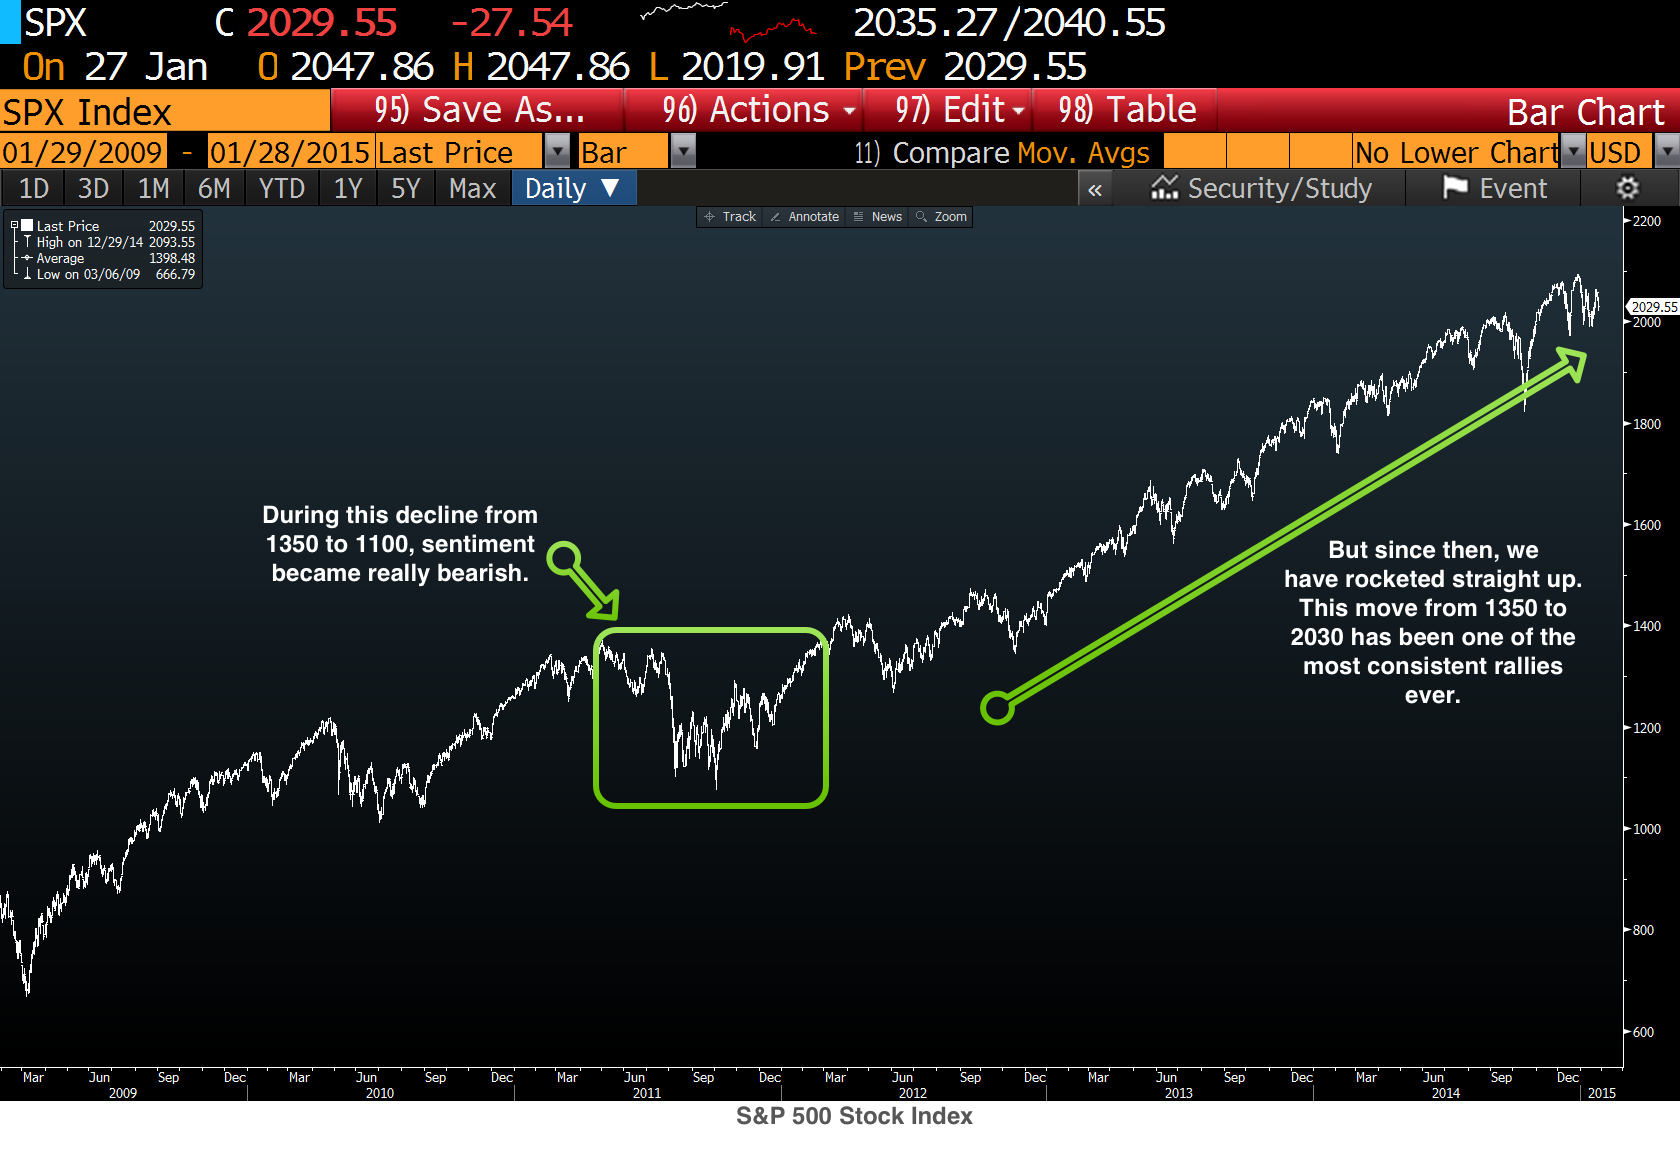 SPX C 2029.55 -27.54 2035.27/2040.55
On 27 Jan O 2047.86 H 2047.86 L 2019.91 Prev 2029.55
SPX Index 95) Save As... 96) Actions 97) Edit 98) Table Bar Chart
01/29/2009 - 01/28/2015 Last Price Bar 11) Compare Mov. Avgs No Lower Chart USD
1D 3D 1M 6M YTD 1Y 5Y Max Daily ▼ « Security/Study Event
Track Annotate News Zoom
Last Price 2029.55
High on 12/29/14 2093.55
Average 1398.48
Low on 03/06/09 666.79
2200
2029.55
2000
1800
1600
1400
1200
1000
800
600
During this decline from
1350 to 1100, sentiment
became really bearish.
But since then, we
have rocketed straight up.
This move from 1350 to
2030 has been one of the
most consistent rallies
ever.
Mar Jun Sep Dec Mar Jun Sep Dec Mar Jun Sep Dec Mar Jun Sep Dec Mar Jun Sep Dec Mar Jun Sep Dec
2009 2010 2011 2012 2013 2014 2015
S&P 500 Stock Index